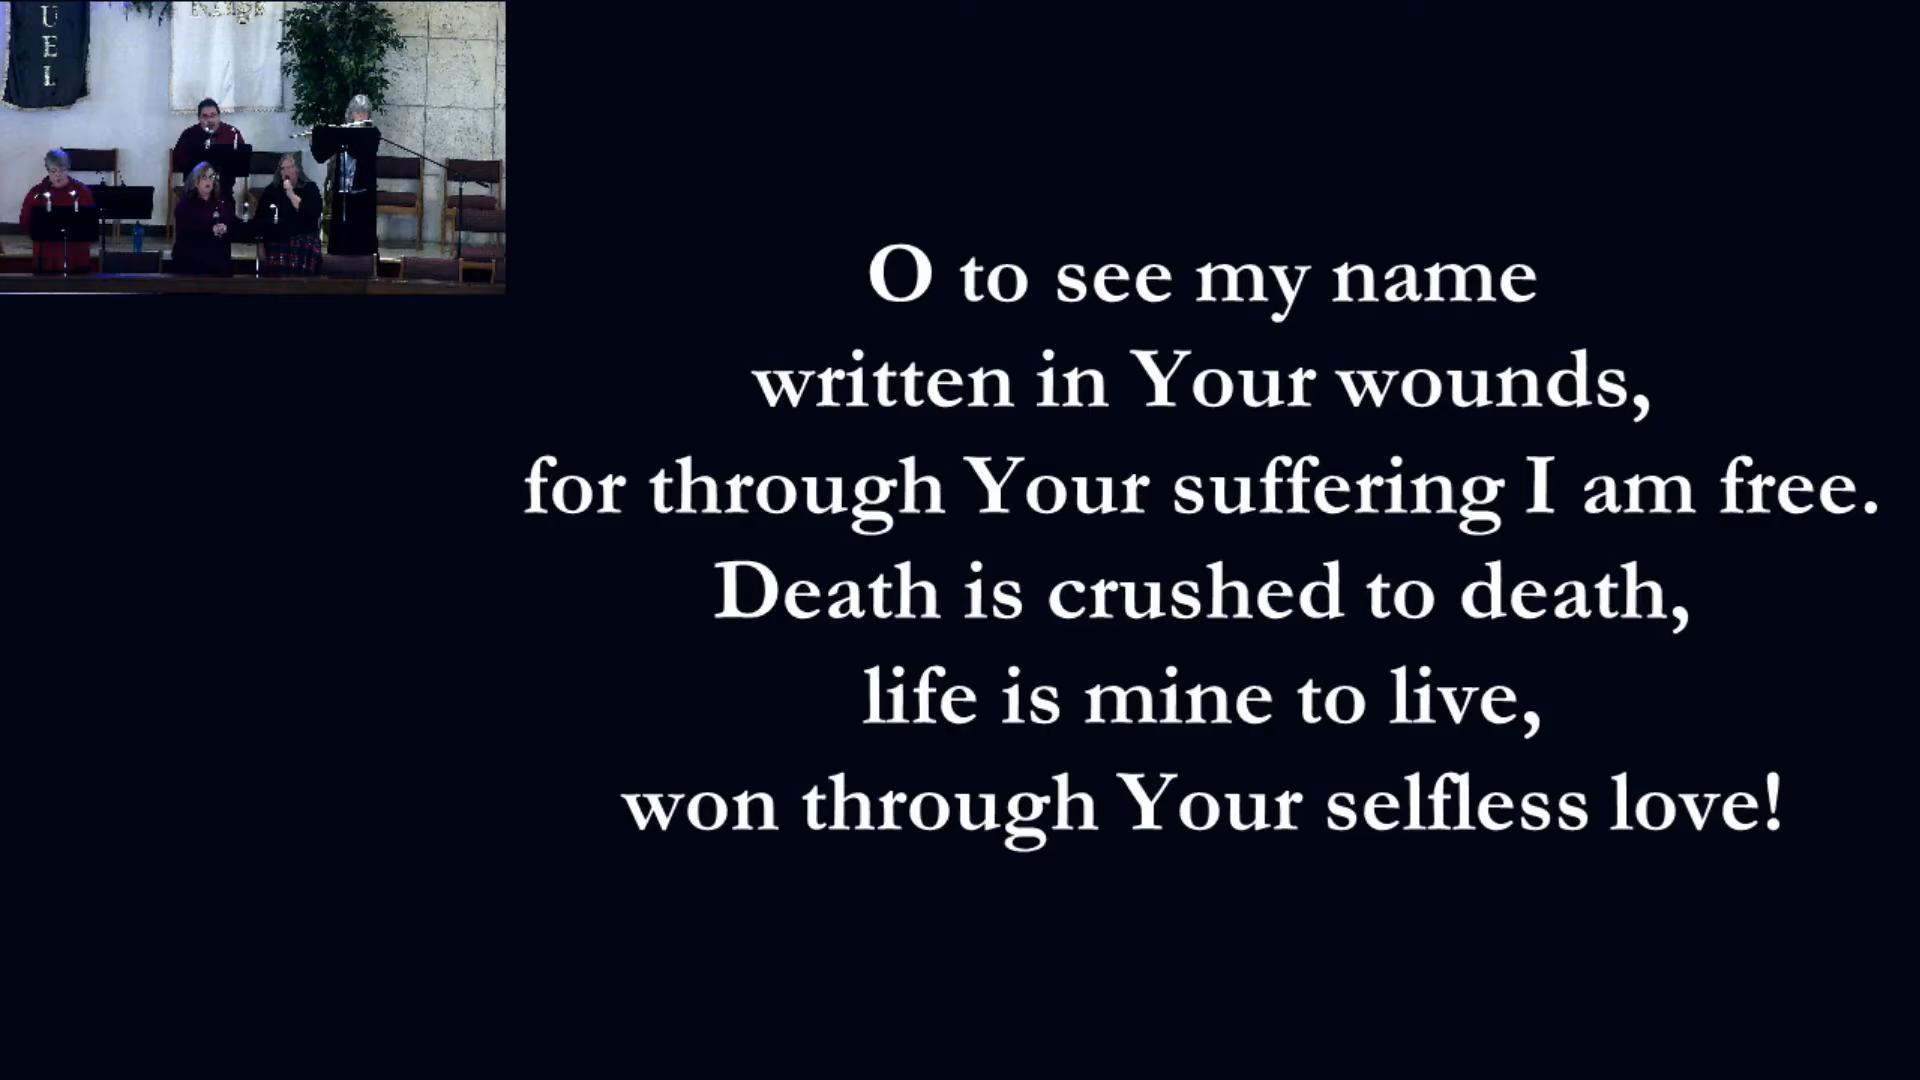 U
E
L
O to see my name
written in Your wounds,
for through Your suffering I am free.
Death is crushed to death,
life is mine to live,
won through Your selfless love!